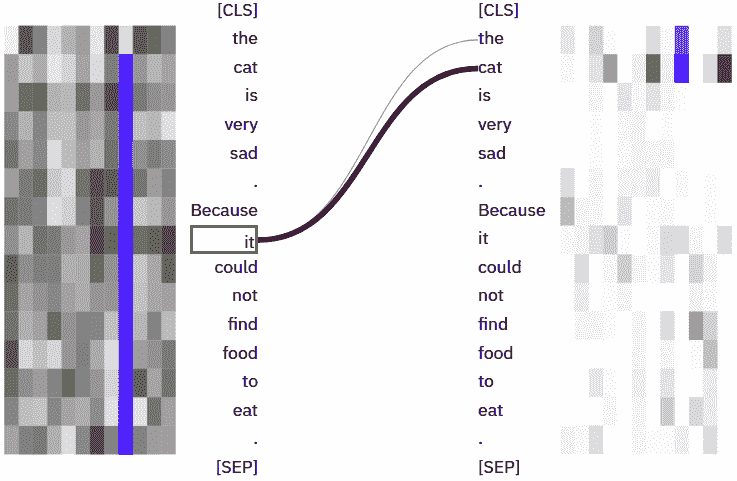 [CLS] [CLS]
the the
cat cat
is is
very very
sad sad
. .
Because Because
it it
could could
not not
find find
food food
to to
eat eat
. .
[SEP] [SEP]